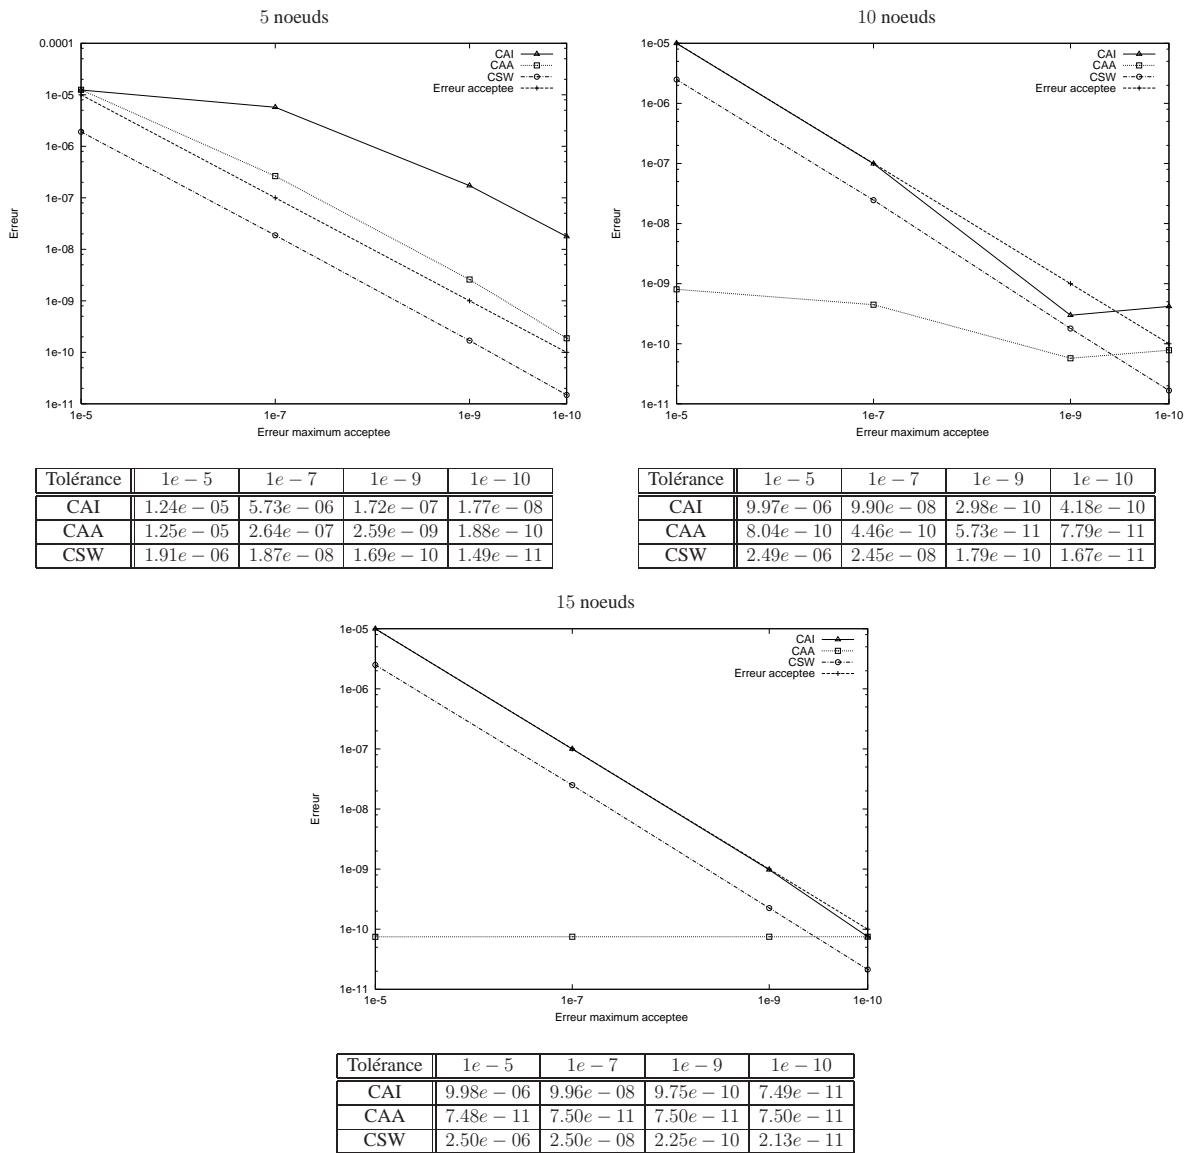 5 noeuds
0.0001
1e-05
1e-06
1e-07
1e-08
1e-09
1e-10
1e-11
Erreur
CAI
CAA
CSW
Erreur acceptee
1e-5 1e-7 1e-9 1e-10
Erreur maximum acceptee
10 noeuds
1e-05
1e-06
1e-07
1e-08
1e-09
1e-10
1e-11
Erreur
CAI
CAA
CSW
Erreur acceptee
1e-5 1e-7 1e-9 1e-10
Erreur maximum acceptee
Tolérance 1e − 5 1e − 7 1e − 9 1e − 10
CAI 1.24e − 05 5.73e − 06 1.72e − 07 1.77e − 08
CAA 1.25e − 05 2.64e − 07 2.59e − 09 1.88e − 10
CSW 1.91e − 06 1.87e − 08 1.69e − 10 1.49e − 11
Tolérance 1e − 5 1e − 7 1e − 9 1e − 10
CAI 9.97e − 06 9.90e − 08 2.98e − 10 4.18e − 10
CAA 8.04e − 10 4.46e − 10 5.73e − 11 7.79e − 11
CSW 2.49e − 06 2.45e − 08 1.79e − 10 1.67e − 11
15 noeuds
1e-05
1e-06
1e-07
1e-08
1e-09
1e-10
1e-11
Erreur
CAI
CAA
CSW
Erreur acceptee
1e-5 1e-7 1e-9 1e-10
Erreur maximum acceptee
Tolérance 1e − 5 1e − 7 1e − 9 1e − 10
CAI 9.98e − 06 9.96e − 08 9.75e − 10 7.49e − 11
CAA 7.48e − 11 7.50e − 11 7.50e − 11 7.50e − 11
CSW 2.50e − 06 2.50e − 08 2.25e − 10 2.13e − 11